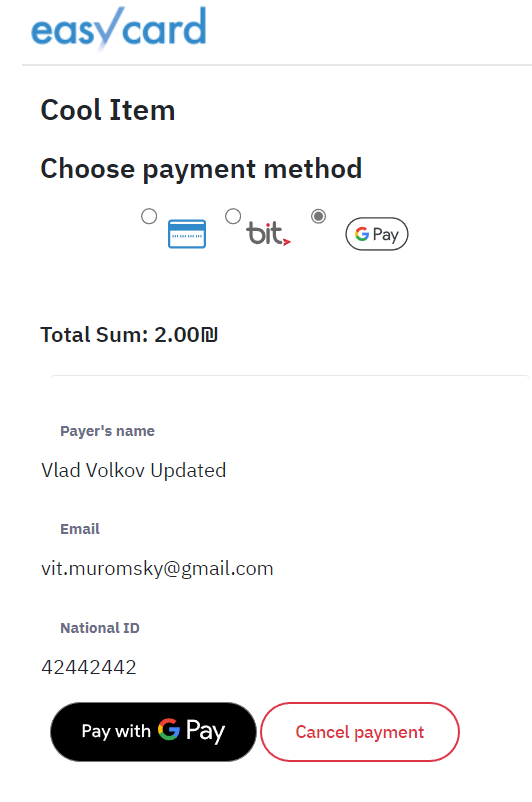 easycard
Cool Item
Choose payment method
bit
G Pay
Total Sum: 2.00₪
Payer's name
Vlad Volkov Updated
Email
vit.muromsky@gmail.com
National ID
42442442
Pay with G Pay Cancel payment